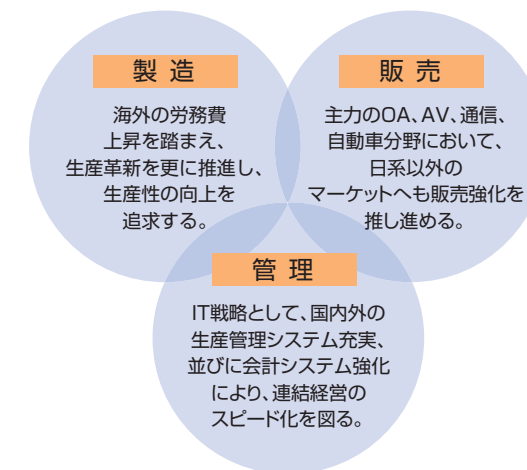 製 造
海外の労務費
上昇を踏まえ、
生産革新を更に推進し、
生産性の向上を
追求する。
販 売
主力のOA、AV、通信、
自動車分野において、
日系以外の
マーケットへも販売強化を
推し進める。
管 理
IT戦略として、国内外の
生産管理システム充実、
並びに会計システム強化
により、連結経営の
スピード化を図る。